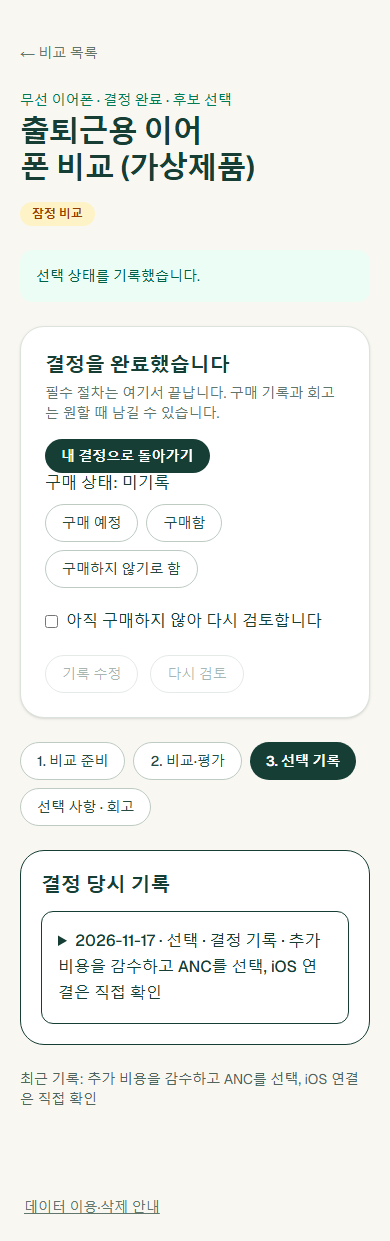 ← 비교 목록
무선 이어폰 · 결정 완료 · 후보 선택
출퇴근용 이어
폰 비교 (가상제품)
잠정 비교
선택 상태를 기록했습니다.
결정을 완료했습니다
필수 절차는 여기서 끝납니다. 구매 기록과 회고
는 원할 때 남길 수 있습니다.
내 결정으로 돌아가기
구매 상태: 미기록
구매 예정
구매함
구매하지 않기로 함
아직 구매하지 않아 다시 검토합니다
기록 수정
다시 검토
1. 비교 준비
2. 비교·평가
3. 선택 기록
선택 사항 · 회고
결정 당시 기록
▶ 2026-11-17 · 선택 · 결정 기록 · 추가
비용을 감수하고 ANC를 선택, iOS 연
결은 직접 확인
최근 기록: 추가 비용을 감수하고 ANC를 선택, iOS 연결
은 직접 확인
데이터 이용·삭제 안내